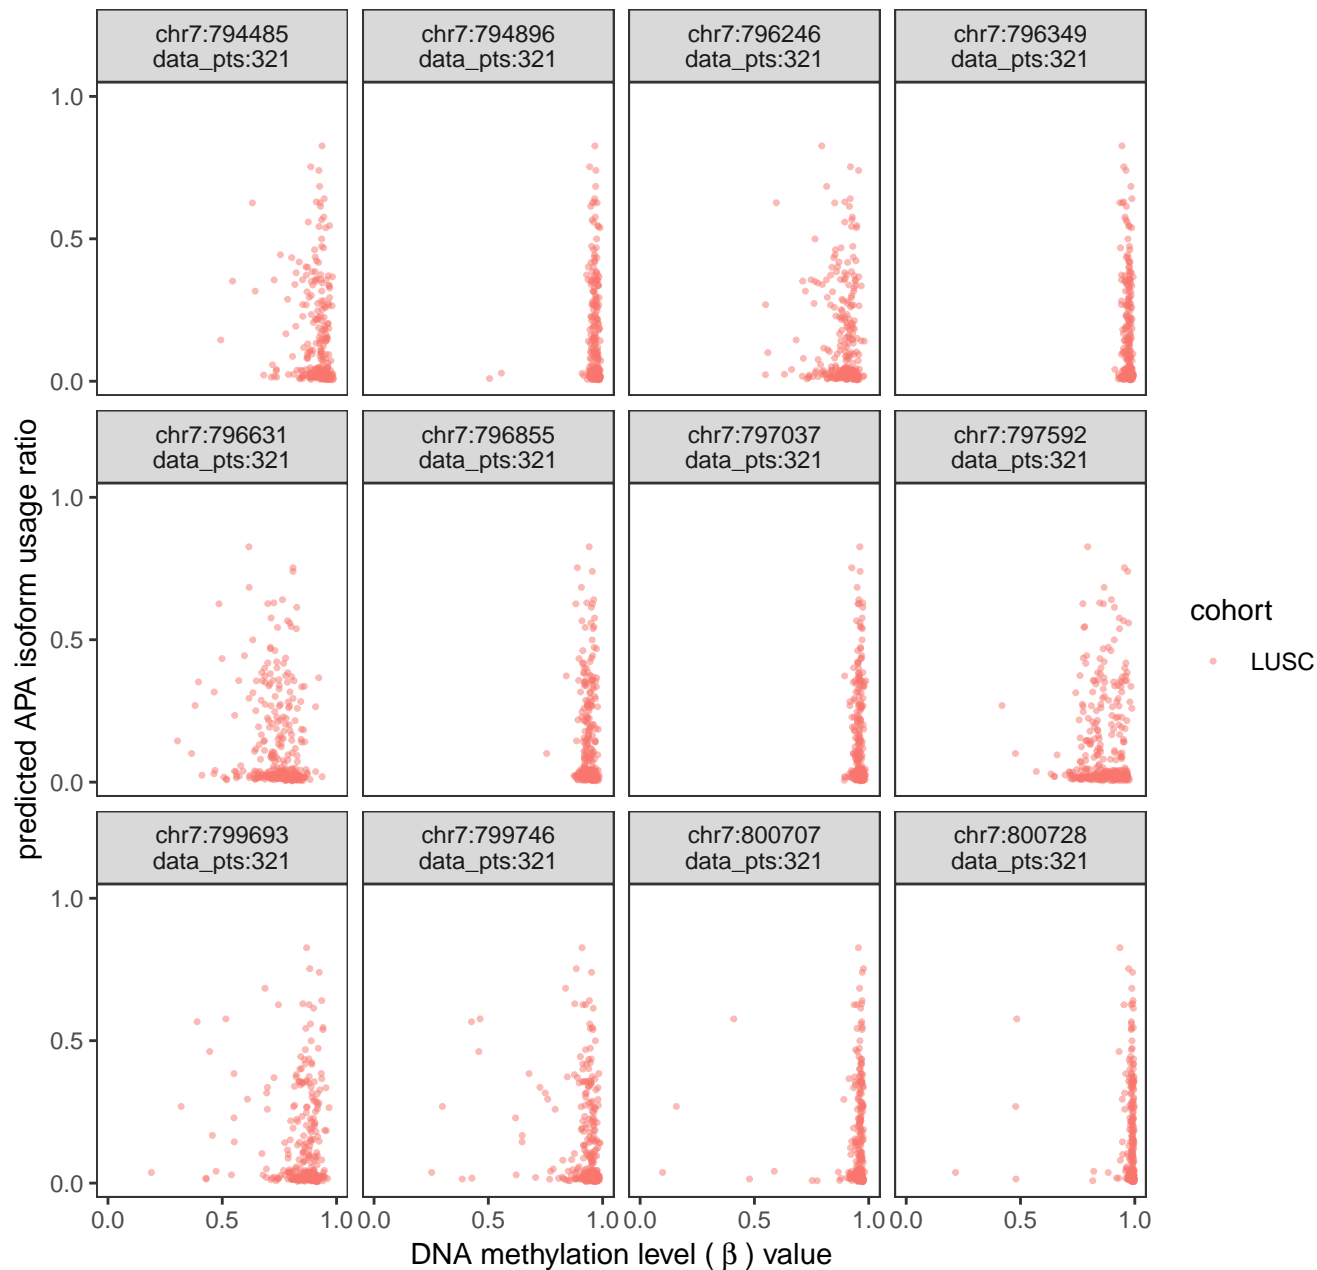 chr7:794485
data_pts:321
chr7:794896
data_pts:321
chr7:796246
data_pts:321
chr7:796349
data_pts:321
1.0
0.5
0.0
chr7:796631
data_pts:321
chr7:796855
data_pts:321
chr7:797037
data_pts:321
chr7:797592
data_pts:321
1.0
0.5
0.0
chr7:799693
data_pts:321
chr7:799746
data_pts:321
chr7:800707
data_pts:321
chr7:800728
data_pts:321
1.0
0.5
0.0
0.0 0.5 1.0
0.0 0.5 1.0
0.0 0.5 1.0
0.0 0.5 1.0
DNA methylation level ( β ) value
predicted APA isoform usage ratio
cohort
LUSC